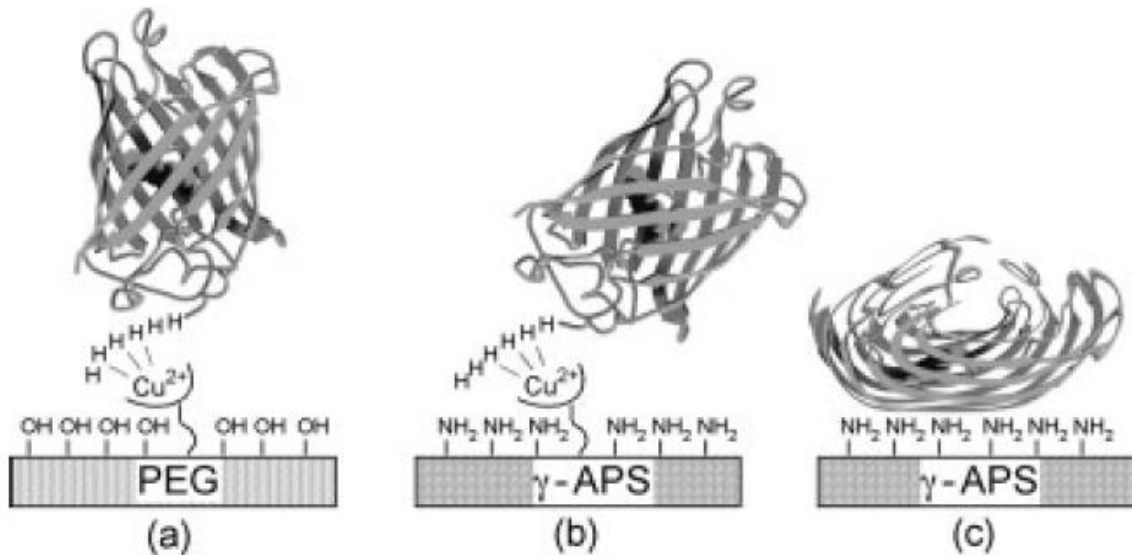 H H H H H H
Cu²⁺
OH OH OH OH OH OH OH
PEG
(a)
H H H H H H
Cu²⁺
NH₂ NH₂ NH₂ NH₂ NH₂ NH₂
γ-APS
(b)
NH₂ NH₂ NH₂ NH₂ NH₂ NH₂
γ-APS
(c)